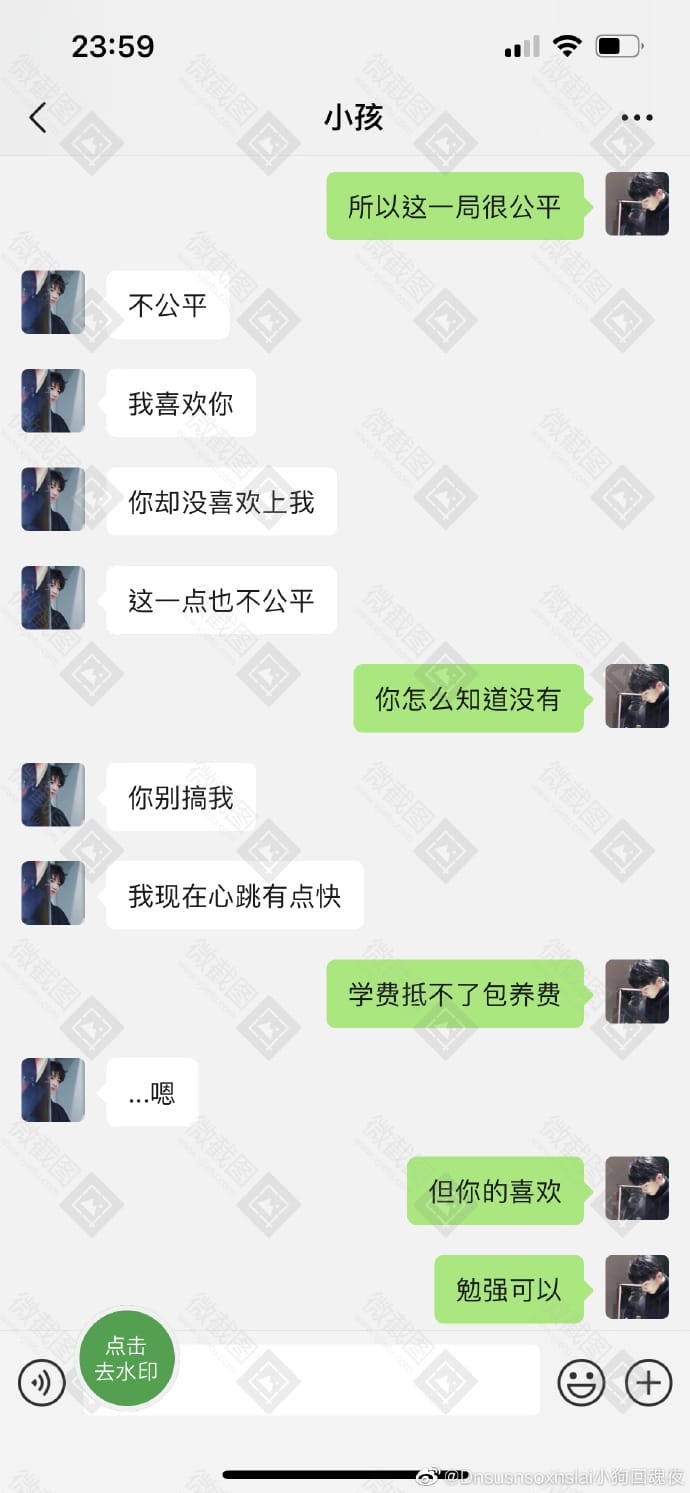 23:59
小孩
所以这一局很公平
不公平
我喜欢你
你却没喜欢上我
这一点也不公平
你怎么知道没有
你别搞我
我现在心跳有点快
学费抵不了包养费
...嗯
但你的喜欢
勉强可以
点击
去水印
微截图
@Dnsusnsoxnslai小狗回魂夜